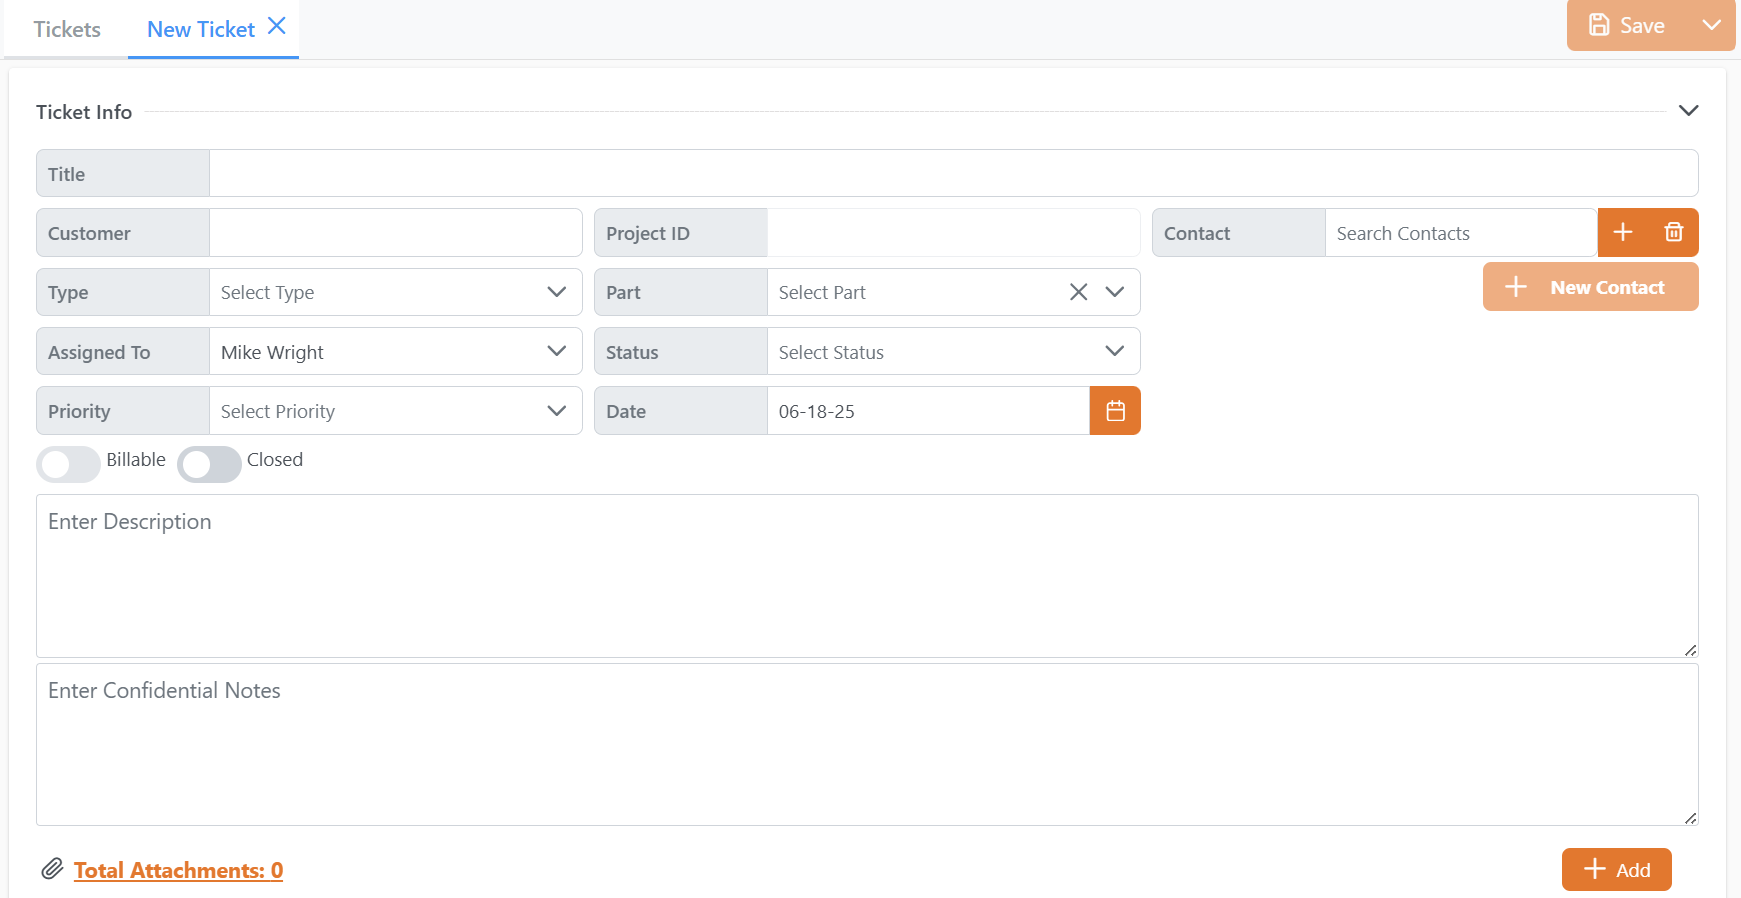 Tickets New Ticket Save
Ticket Info
Title
Customer Project ID Contact Search Contacts
Type Select Type Part Select Part New Contact
Assigned To Mike Wright Status Select Status
Priority Select Priority Date 06-18-25
Billable Closed
Enter Description
Enter Confidential Notes
Total Attachments: 0 Add